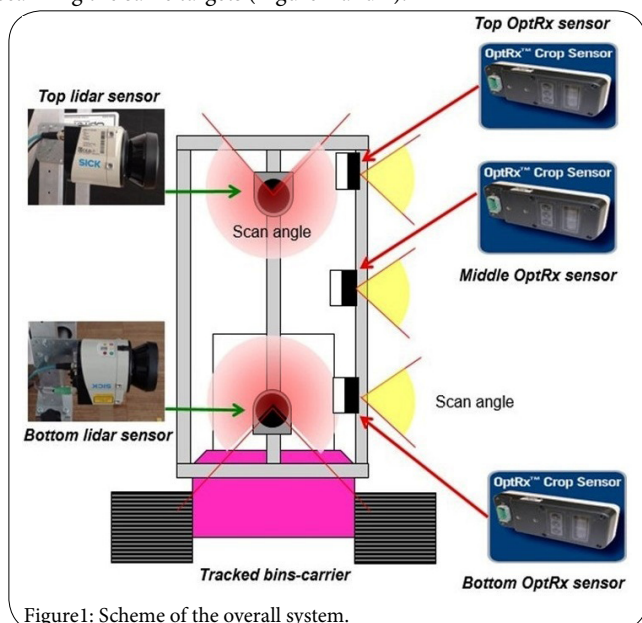 Top OptRx sensor
OptRx™ Crop Sensor
Top lidar sensor
SICK
Scan angle
OptRx™ Crop Sensor
Middle OptRx sensor
SICK
Bottom lidar sensor
Scan angle
OptRx™ Crop Sensor
Tracked bins-carrier
Bottom OptRx sensor
Figure1: Scheme of the overall system.